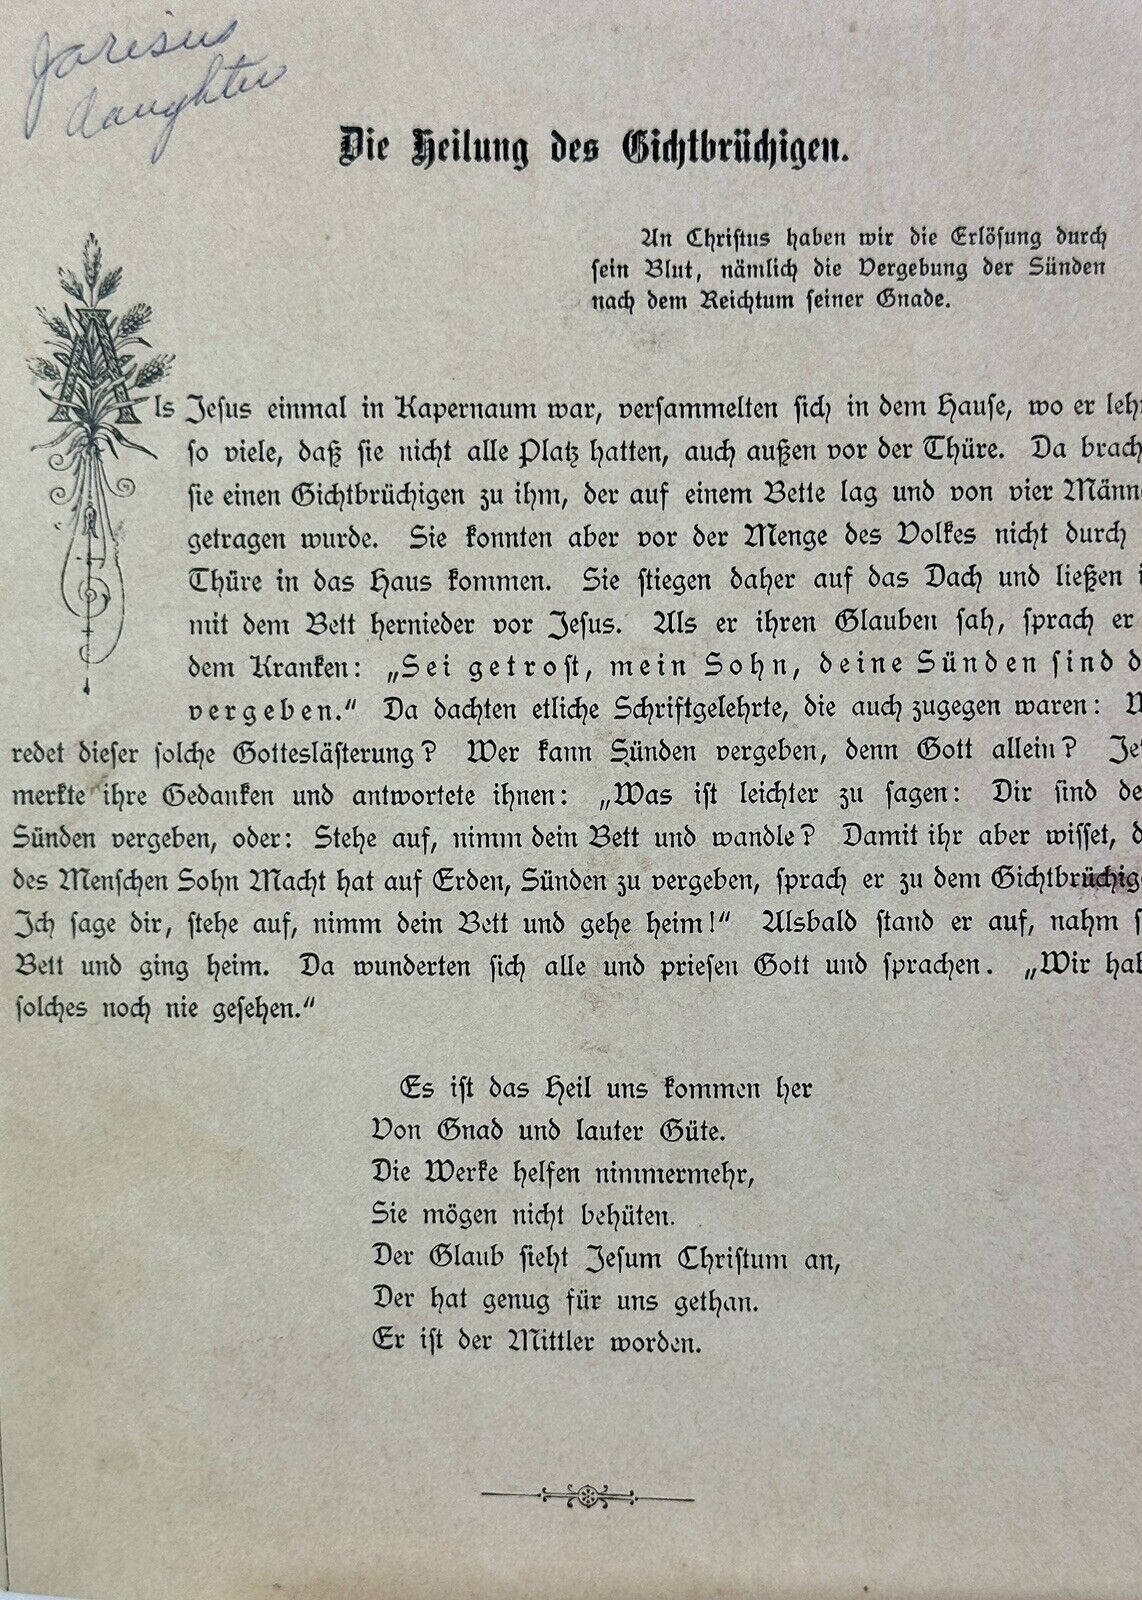 Jarisus
daughter
Die Heilung des Gichtbrüchigen.
An Christus haben wir die Erlösung durch
sein Blut, nämlich die Vergebung der Sünden
nach dem Reichtum seiner Gnade.
Als Jesus einmal in Kapernaum war, versammelten sich in dem Hause, wo er lehr
so viele, daß sie nicht alle Platz hatten, auch außen vor der Thüre. Da brach
sie einen Gichtbrüchigen zu ihm, der auf einem Bette lag und von vier Männe
getragen wurde. Sie konnten aber vor der Menge des Volkes nicht durch
Thüre in das Haus kommen. Sie stiegen daher auf das Dach und ließen i
mit dem Bett hernieder vor Jesus. Als er ihren Glauben sah, sprach er
dem Kranken: „Sei getrost, mein Sohn, deine Sünden sind d
vergeben.“ Da dachten etliche Schriftgelehrte, die auch zugegen waren: W
redet dieser solche Gotteslästerung? Wer kann Sünden vergeben, denn Gott allein? Je
merkte ihre Gedanken und antwortete ihnen: „Was ist leichter zu sagen: Dir sind de
Sünden vergeben, oder: Stehe auf, nimm dein Bett und wandle? Damit ihr aber wisset, d
des Menschen Sohn Macht hat auf Erden, Sünden zu vergeben, sprach er zu dem Gichtbrüchige
Ich sage dir, stehe auf, nimm dein Bett und gehe heim!“ Alsbald stand er auf, nahm s
Bett und ging heim. Da wunderten sich alle und priesen Gott und sprachen. „Wir hab
solches noch nie gesehen.“
Es ist das Heil uns kommen her
Von Gnad und lauter Güte.
Die Werke helfen nimmermehr,
Sie mögen nicht behüten.
Der Glaub sieht Jesum Christum an,
Der hat genug für uns gethan.
Er ist der Mittler worden.